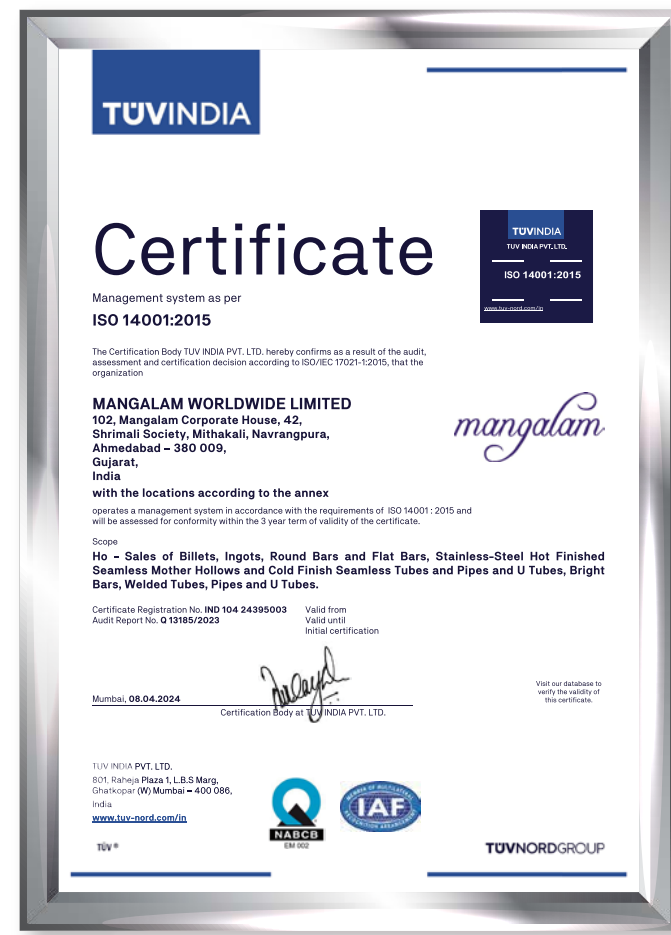 TÜVINDIA
Certificate
TÜVINDIA
TUV INDIA PVT. LTD.
ISO 14001:2015
www.tuv-nord.com/in
Management system as per
ISO 14001:2015
The Certification Body TUV INDIA PVT. LTD. hereby confirms as a result of the audit,
assessment and certification decision according to ISO/IEC 17021-1:2015, that the
organization
MANGALAM WORLDWIDE LIMITED
102, Mangalam Corporate House, 42,
Shrimali Society, Mithakali, Navrangpura,
Ahmedabad – 380 009,
Gujarat,
India
mangalam
with the locations according to the annex
operates a management system in accordance with the requirements of ISO 14001 : 2015 and
will be assessed for conformity within the 3 year term of validity of the certificate.
Scope
Ho – Sales of Billets, Ingots, Round Bars and Flat Bars, Stainless-Steel Hot Finished
Seamless Mother Hollows and Cold Finish Seamless Tubes and Pipes and U Tubes, Bright
Bars, Welded Tubes, Pipes and U Tubes.
Certificate Registration No. IND 104 24395003
Audit Report No. Q 13185/2023
Valid from
Valid until
Initial certification
Mumbai, 08.04.2024
Certification Body at TUV INDIA PVT. LTD.
Visit our database to
verify the validity of
this certificate.
TUV INDIA PVT. LTD.
801, Raheja Plaza 1, L.B.S Marg,
Ghatkopar (W) Mumbai – 400 086,
India
www.tuv-nord.com/in
TÜV ®
NABCB
EM 002
MEMBER OF MULTILATERAL
IAF
RECOGNITION ARRANGEMENT
TÜVNORDGROUP